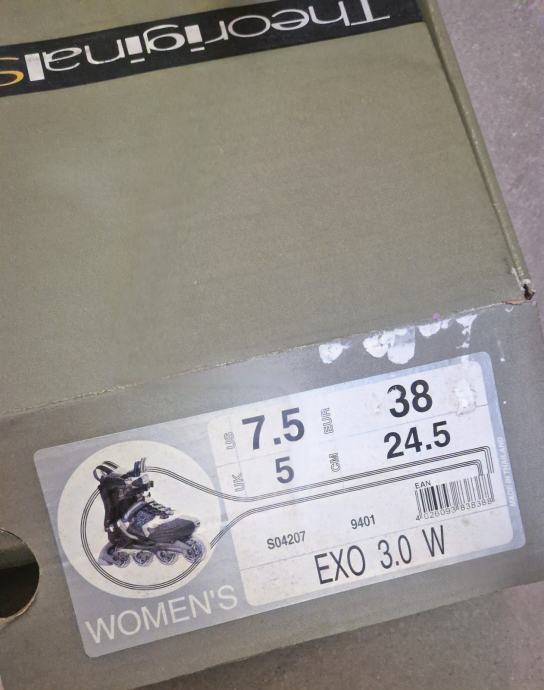 Theoriginals
US 7.5 EUR 38
UK 5 CM 24.5
EAN
S04207 9401
EXO 3.0 W
WOMEN'S